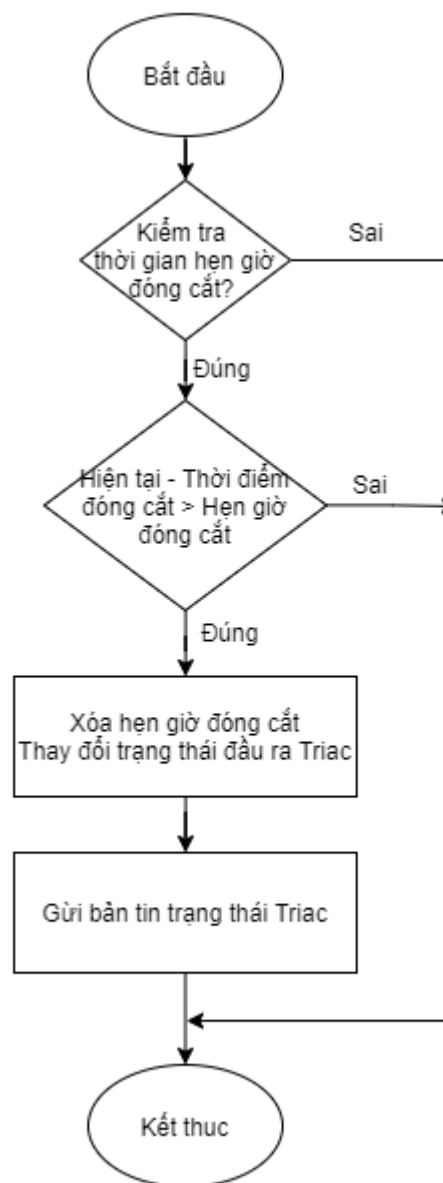 Bắt đầu
Kiểm tra
thời gian hẹn giờ
đóng cắt?
Sai
Đúng
Hiện tại - Thời điểm
đóng cắt > Hẹn giờ
đóng cắt
Sai
Đúng
Xóa hẹn giờ đóng cắt
Thay đổi trạng thái đầu ra Triac
Gửi bản tin trạng thái Triac
Kết thuc